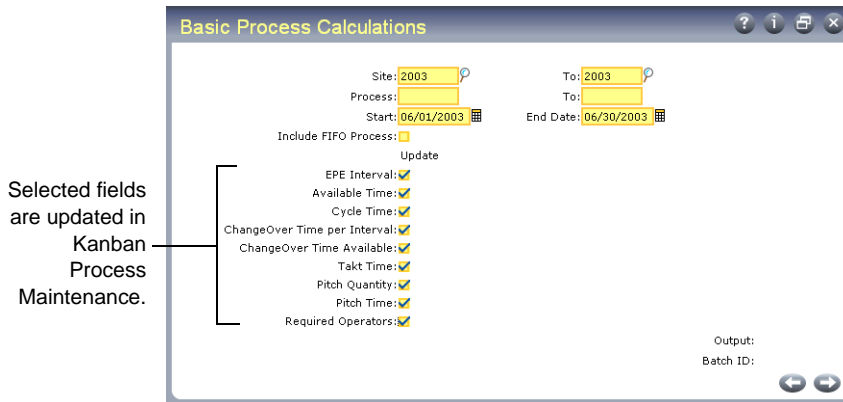 Basic Process Calculations
Site: 2003 To: 2003
Process: To:
Start: 06/01/2003 End Date: 06/30/2003
Include FIFO Process:
Update
EPE Interval:
Available Time:
Cycle Time:
ChangeOver Time per Interval:
ChangeOver Time Available:
Takt Time:
Pitch Quantity:
Pitch Time:
Required Operators:
Output:
Batch ID:
Selected fields
are updated in
Kanban
Process
Maintenance.